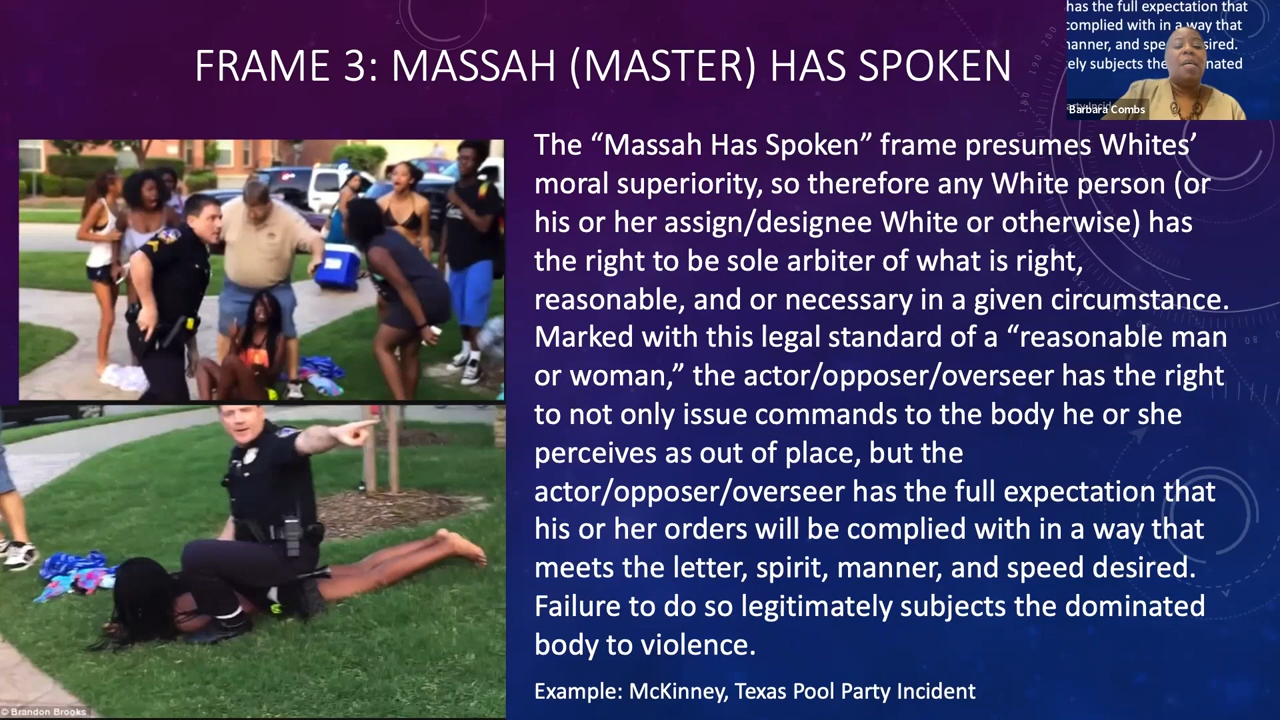 FRAME 3: MASSAH (MASTER) HAS SPOKEN
has the full expectation that
complied with in a way that
manner, and spe sired.
ely subjects the nated
Barbara Combs
The “Massah Has Spoken” frame presumes Whites’
moral superiority, so therefore any White person (or
his or her assign/designee White or otherwise) has
the right to be sole arbiter of what is right,
reasonable, and or necessary in a given circumstance.
Marked with this legal standard of a “reasonable man
or woman,” the actor/opposer/overseer has the right
to not only issue commands to the body he or she
perceives as out of place, but the
actor/opposer/overseer has the full expectation that
his or her orders will be complied with in a way that
meets the letter, spirit, manner, and speed desired.
Failure to do so legitimately subjects the dominated
body to violence.
Example: McKinney, Texas Pool Party Incident
© Brandon Brooks